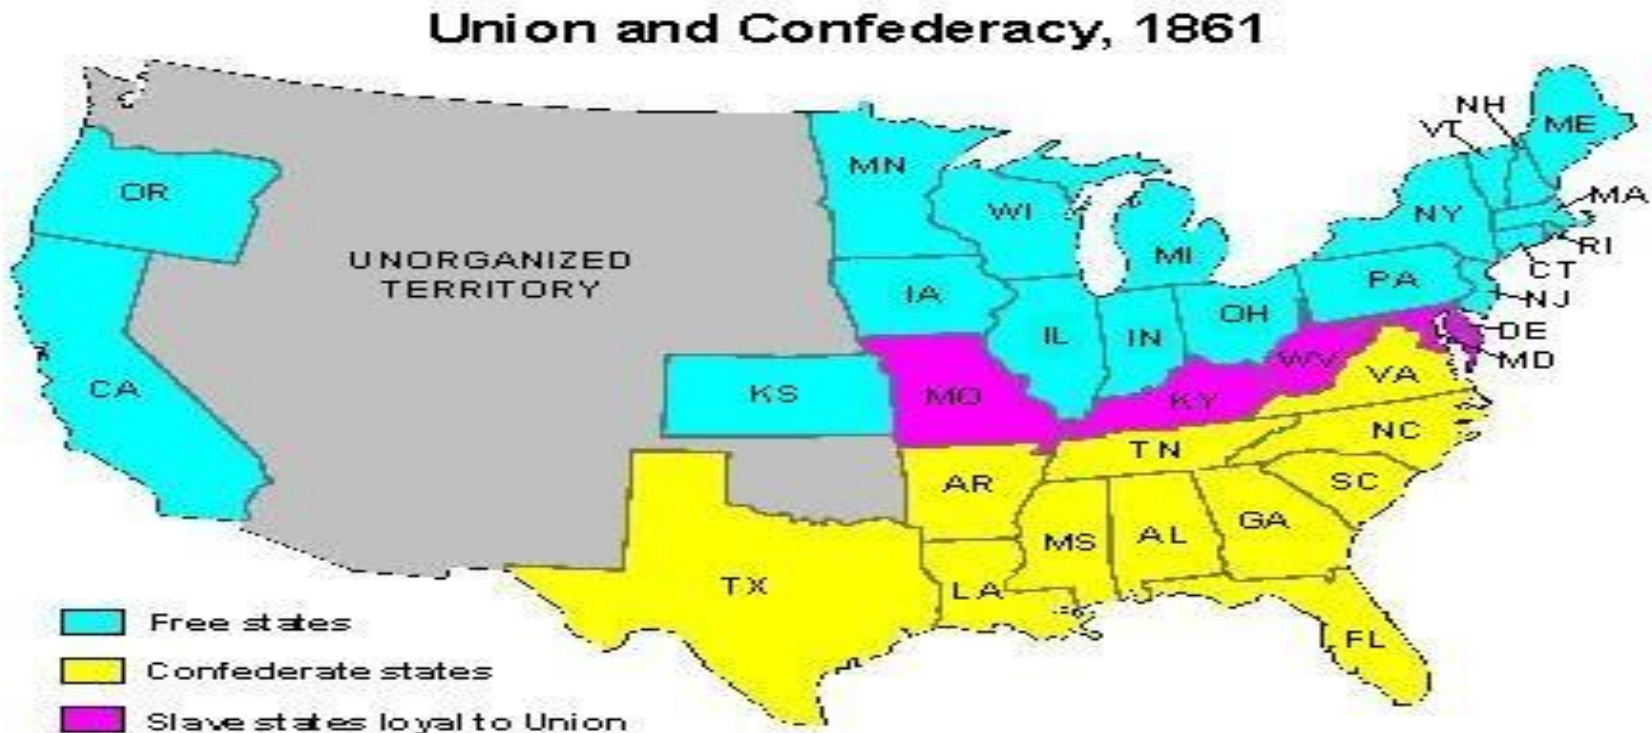 Union and Confederacy, 1861
NH
ME
VT
MN
OR
MA
WI
NY
RI
MI
UNORGANIZED
TERRITORY
CT
PA
IA
NJ
OH
IL
IN
DE
WV
MD
VA
CA
KS
MO
KY
NC
TN
AR
SC
GA
MS
AL
TX
LA
FL
Free states
Confederate states
Slave states loyal to Union